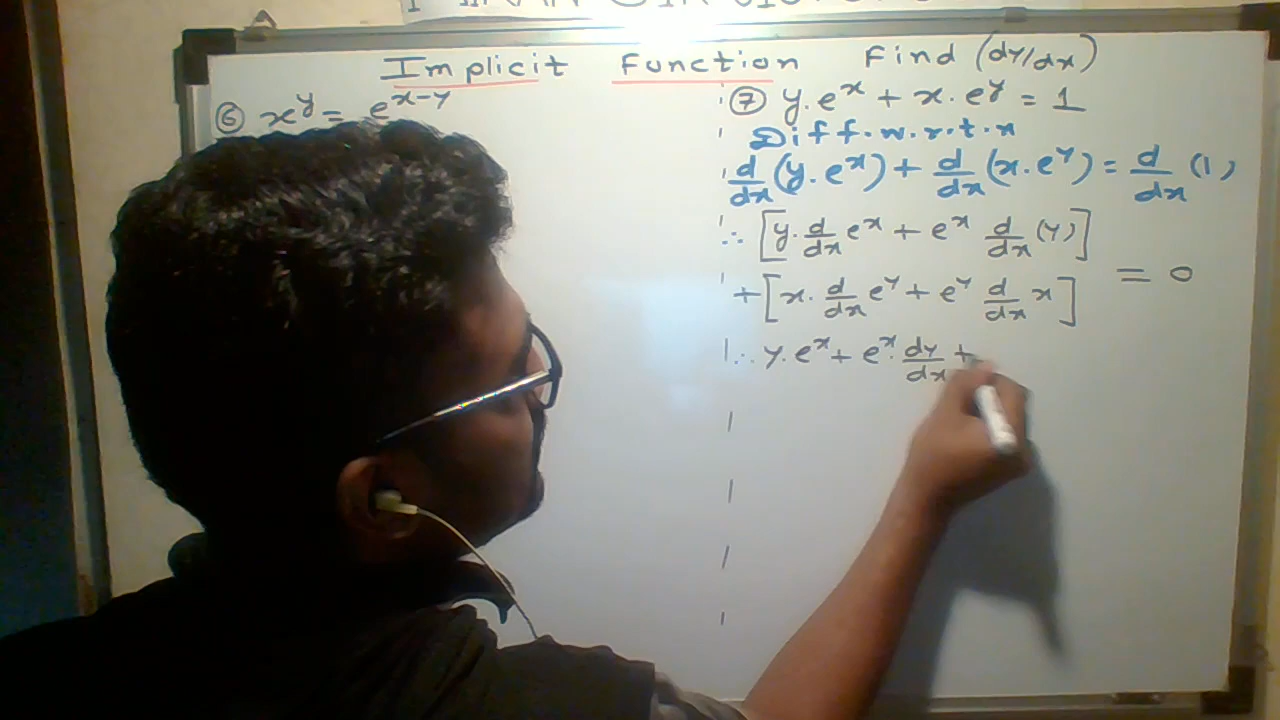 Implicit Function Find (dy/dx)
⑥ x^y = e^(x-y)
⑦ y.e^x + x.e^y = 1
Diff.w.r.t.x
d/dx (y.e^x) + d/dx (x.e^y) = d/dx (1)
∴ [y. d/dx e^x + e^x d/dx (y)]
+ [x. d/dx e^y + e^y d/dx x] = 0
∴ y.e^x + e^x. dy/dx +